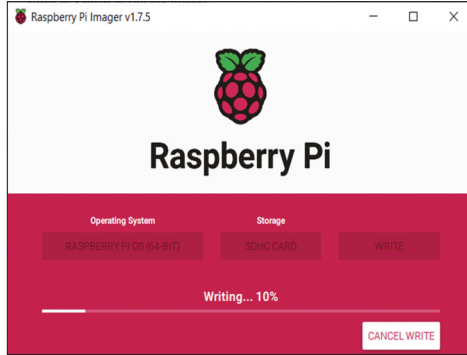 Raspberry Pi Imager v1.7.5
Raspberry Pi
Operating System
Storage
RASPBERRY PI OS (64-BIT)
SDHC CARD
WRITE
Writing... 10%
CANCEL WRITE